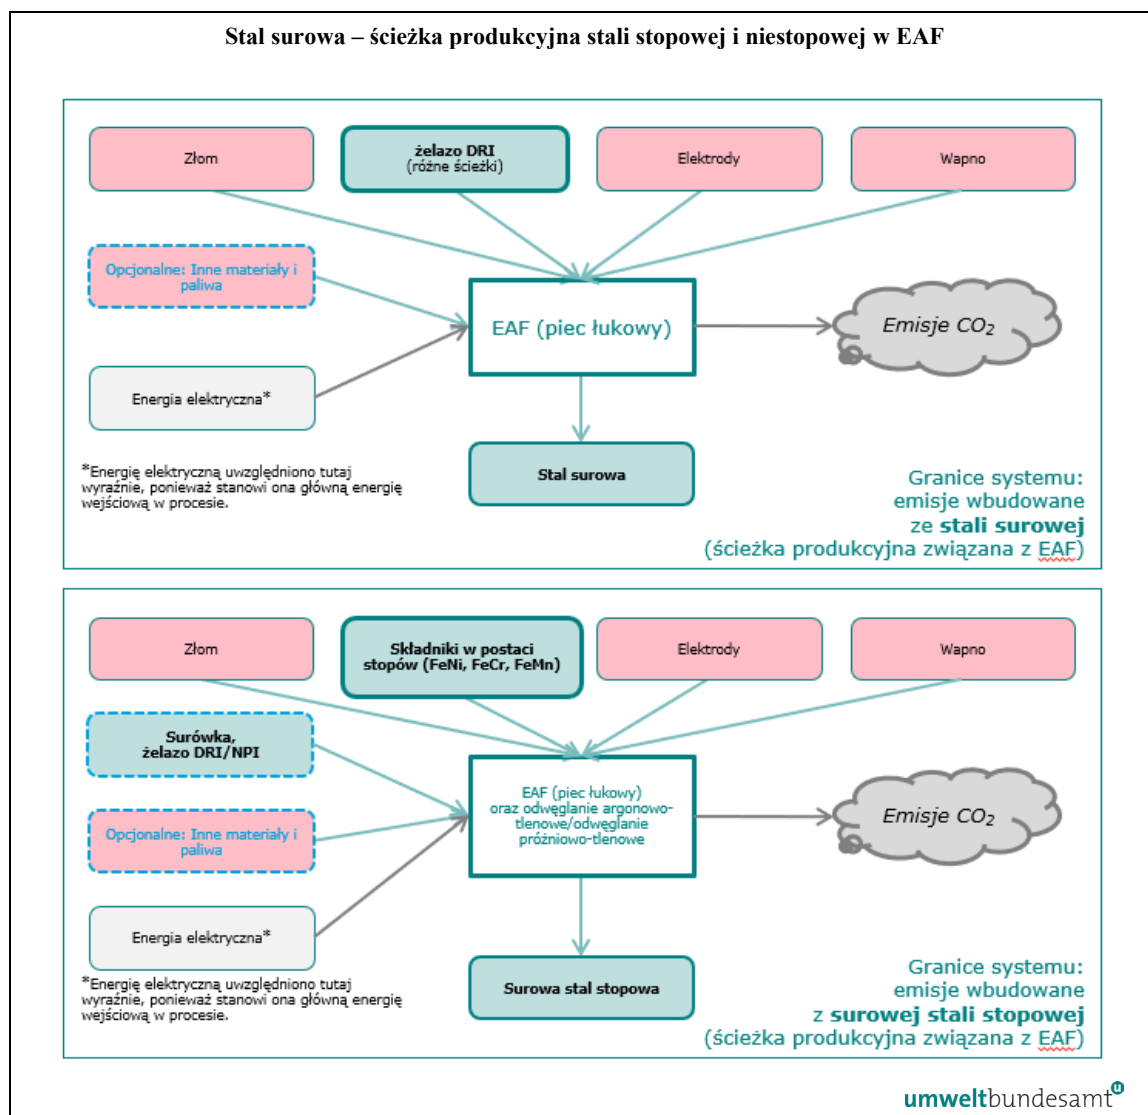 Stal surowa – ścieżka produkcyjna stali stopowej i niestopowej w EAF
Złom
żelazo DRI
(różne ścieżki)
Elektrody
Wapno
Opcjonalne: Inne materiały i
paliwa
EAF (piec łukowy)
Emisje CO₂
Energia elektryczna*
Stal surowa
*Energię elektryczną uwzględniono tutaj
wyraźnie, ponieważ stanowi ona główną energię
wejściową w procesie.
Granice systemu:
emisje wbudowane
ze stali surowej
(ścieżka produkcyjna związana z EAF)
Złom
Składniki w postaci
stopów (FeNi, FeCr, FeMn)
Elektrody
Wapno
Surówka,
żelazo DRI/NPI
Opcjonalne: Inne materiały i
paliwa
EAF (piec łukowy)
oraz odwęglanie argonowo-
tlenowe/odwęglanie
próżniowo-tlenowe
Emisje CO₂
Energia elektryczna*
Surowa stal stopowa
*Energię elektryczną uwzględniono tutaj
wyraźnie, ponieważ stanowi ona główną energię
wejściową w procesie.
Granice systemu:
emisje wbudowane
z surowej stali stopowej
(ścieżka produkcyjna związana z EAF)
umweltbundesamt